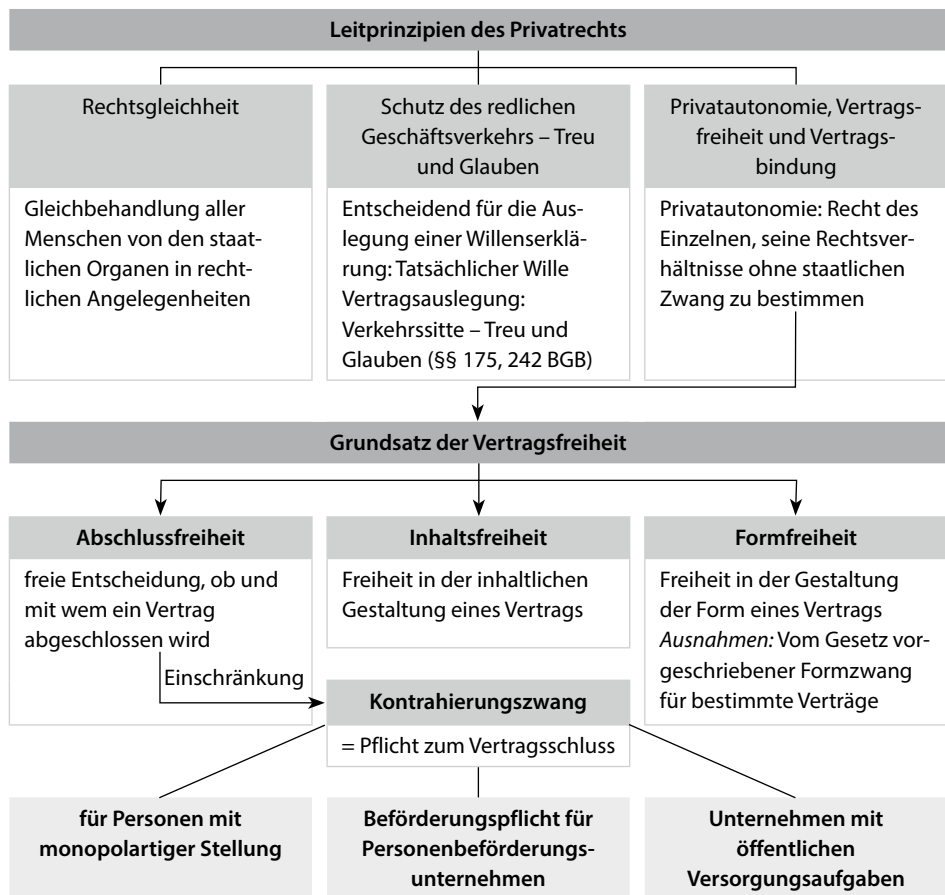 Leitprinzipien des Privatrechts
Rechtsgleichheit
Gleichbehandlung aller
Menschen von den staat-
lichen Organen in recht-
lichen Angelegenheiten
Schutz des redlichen
Geschäftsverkehrs – Treu
und Glauben
Entscheidend für die Aus-
legung einer Willenserklä-
rung: Tatsächlicher Wille
Vertragsauslegung:
Verkehrssitte – Treu und
Glauben (§§ 175, 242 BGB)
Privatautonomie, Vertrags-
freiheit und Vertrags-
bindung
Privatautonomie: Recht des
Einzelnen, seine Rechtsver-
hältnisse ohne staatlichen
Zwang zu bestimmen
Grundsatz der Vertragsfreiheit
Abschlussfreiheit
freie Entscheidung, ob und
mit wem ein Vertrag
abgeschlossen wird
Einschränkung
Inhaltsfreiheit
Freiheit in der inhaltlichen
Gestaltung eines Vertrags
Formfreiheit
Freiheit in der Gestaltung
der Form eines Vertrags
Ausnahmen: Vom Gesetz vor-
geschriebener Formzwang
für bestimmte Verträge
Kontrahierungszwang
= Pflicht zum Vertragsschluss
für Personen mit
monopolartiger Stellung
Beförderungspflicht für
Personenbeförderungs-
unternehmen
Unternehmen mit
öffentlichen
Versorgungsaufgaben